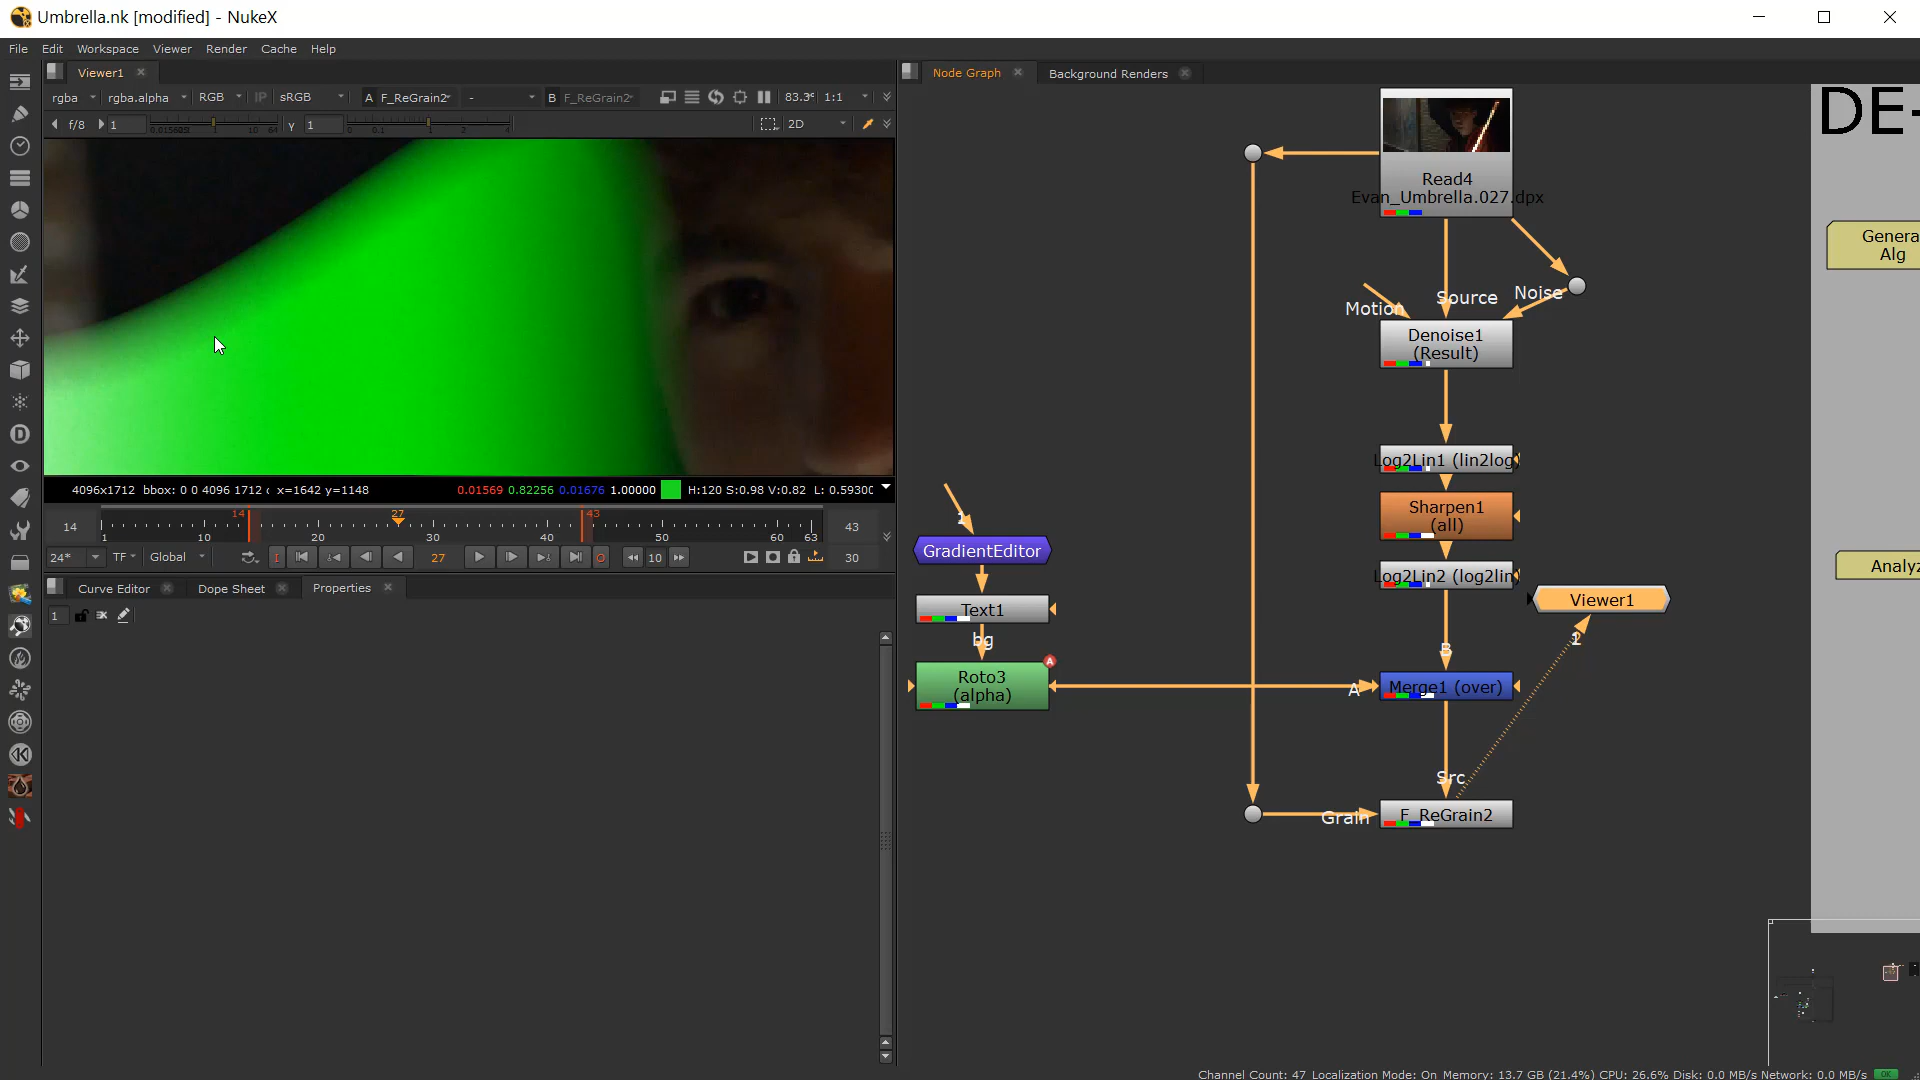 Umbrella.nk [modified] - NukeX
File Edit Workspace Viewer Render Cache Help
Viewer1
rgba rgba.alpha RGB IP sRGB A F_ReGrain2 - B F_ReGrain2 83.3 1:1
f/8 1 Y 1 2D
4096x1712 bbox: 0 0 4096 1712 c x=1642 y=1148 0.01569 0.82256 0.01676 1.00000 H:120 S:0.98 V:0.82 L: 0.5930
14 14 27 43 43
1 10 20 30 40 50 60 63
24* TF Global 27 10 30
Curve Editor Dope Sheet Properties
1
Node Graph Background Renders
Read4
Evan_Umbrella.027.dpx
Motion Source Noise
Denoise1
(Result)
Log2Lin1 (lin2log
Sharpen1
(all)
Log2Lin2 (log2lin
Viewer1
2
1
GradientEditor
Text1
bg
Roto3
(alpha)
A
A
B
Merge1 (over)
Src
Grain
F_ReGrain2
DE-
Genera
Alg
Analyz
Channel Count: 47 Localization Mode: On Memory: 13.7 GB (21.4%) CPU: 26.6% Disk: 0.0 MB/s Network: 0.0 MB/s OK